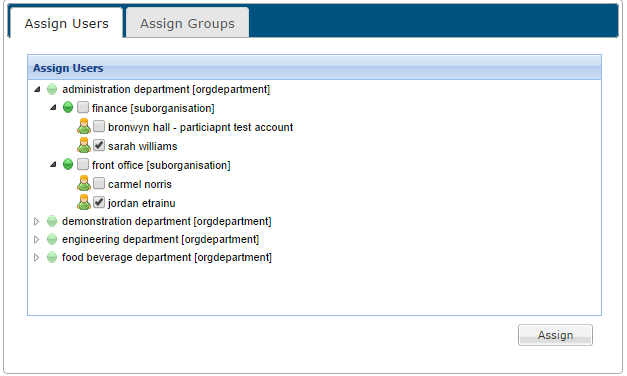 Assign Users Assign Groups
Assign Users
administration department [orgdepartment]
finance [suborganisation]
bronwyn hall - particiapnt test account
sarah williams
front office [suborganisation]
carmel norris
jordan etrainu
demonstration department [orgdepartment]
engineering department [orgdepartment]
food beverage department [orgdepartment]
Assign